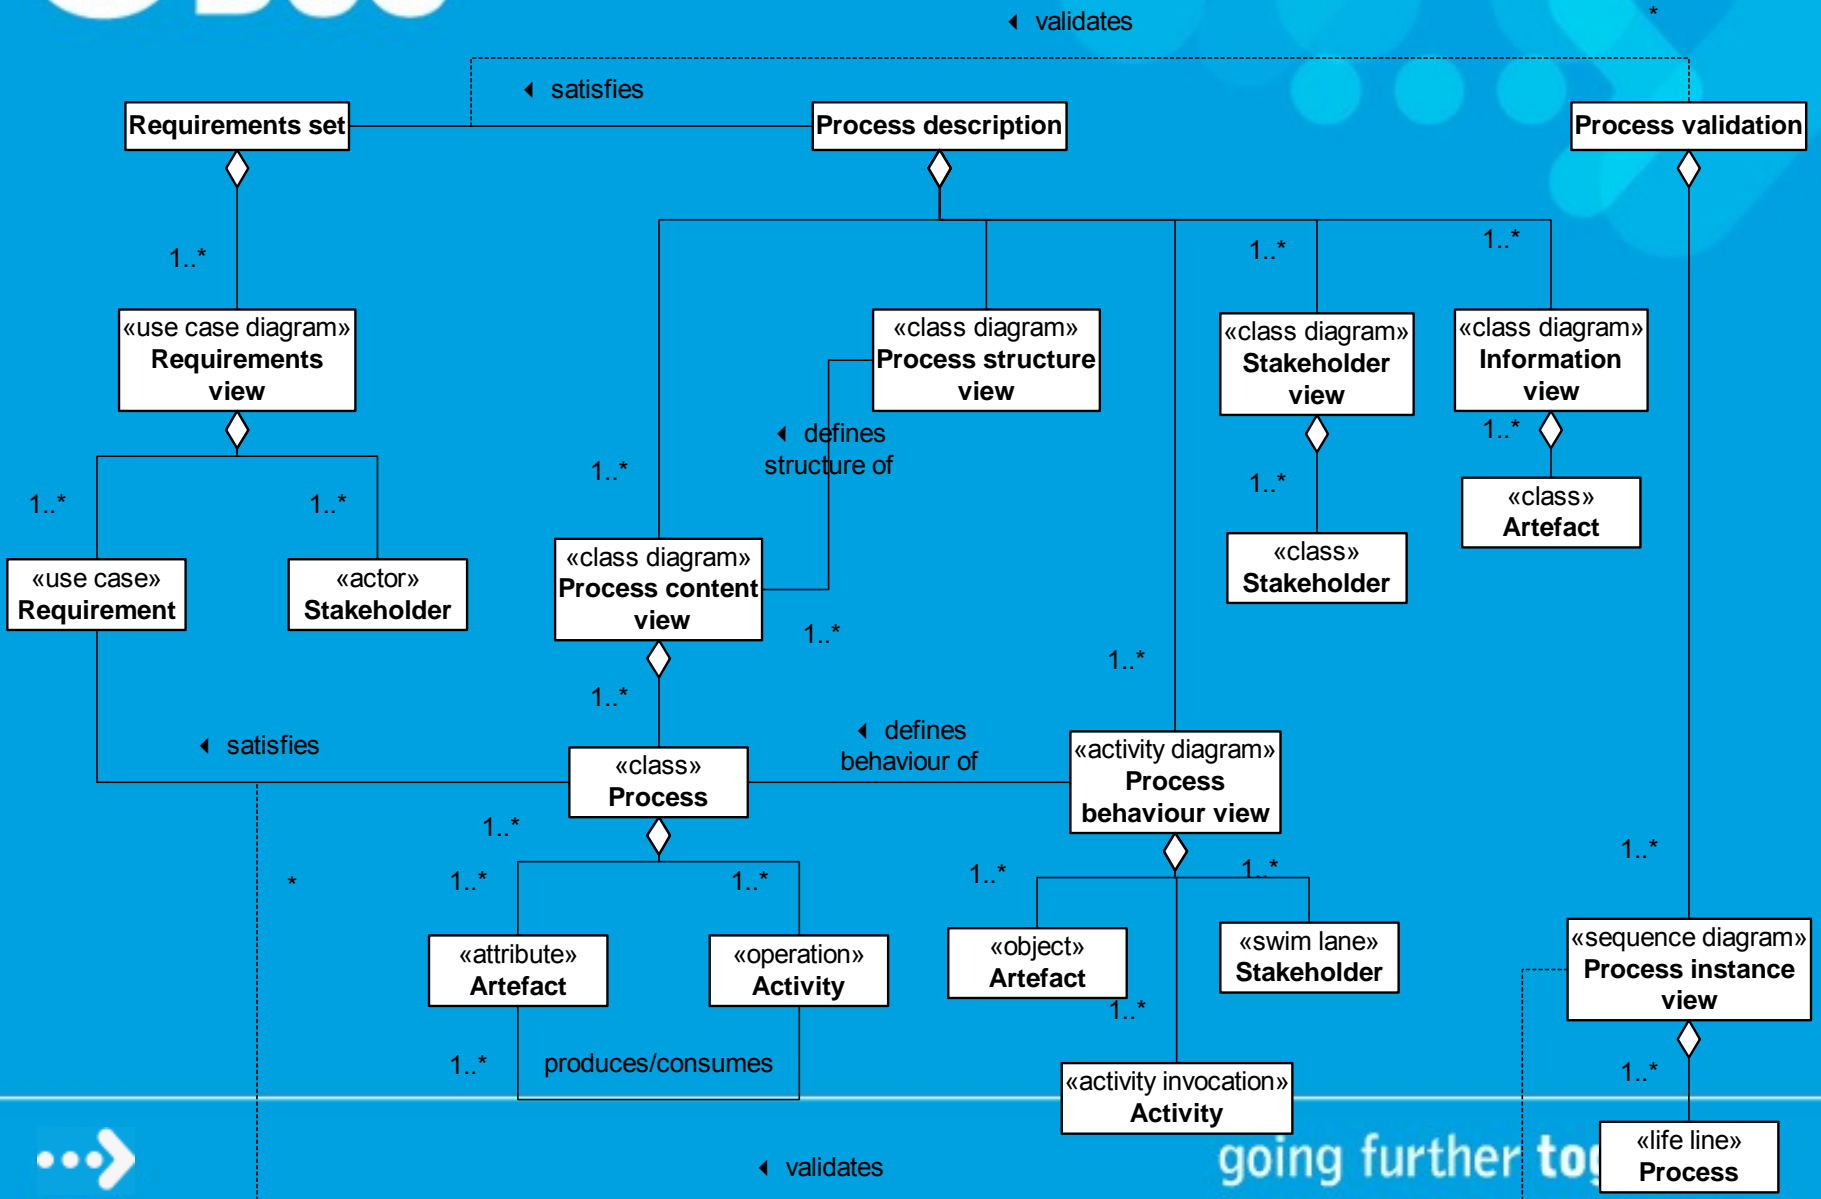 validates
*
satisfies
Requirements set
Process description
Process validation
1..*
1..*
1..*
«use case diagram»
Requirements
view
«class diagram»
Process structure
view
«class diagram»
Stakeholder
view
«class diagram»
Information
view
defines
structure of
1..*
1..*
1..*
1..*
1..*
«class»
Artefact
«class diagram»
Process content
view
«class»
Stakeholder
«use case»
Requirement
«actor»
Stakeholder
1..*
1..*
1..*
satisfies
defines
behaviour of
«class»
Process
«activity diagram»
Process
behaviour view
1..*
1..*
*
1..*
1..*
1..*
1..*
«attribute»
Artefact
«operation»
Activity
«object»
Artefact
«swim lane»
Stakeholder
«sequence diagram»
Process instance
view
1..*
1..*
produces/consumes
1..*
«activity invocation»
Activity
going further
«life line»
Process
validates